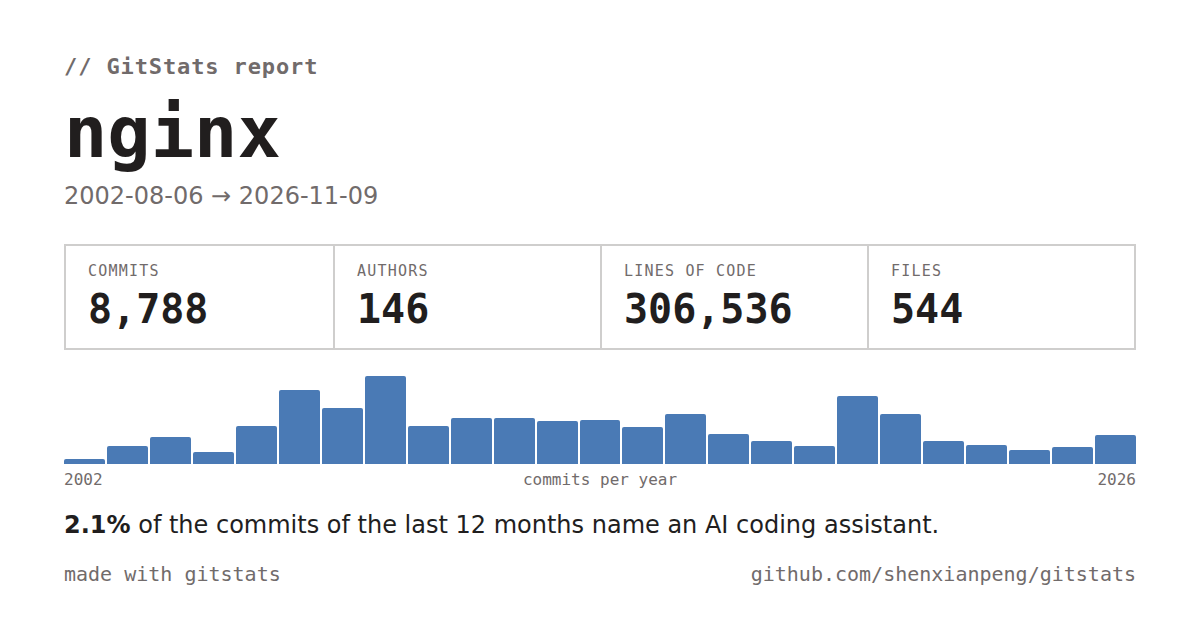 // GitStats report
nginx
2002-08-06 → 2026-11-09
COMMITS AUTHORS LINES OF CODE FILES
8,788 146 306,536 544
2002 commits per year 2026
2.1% of the commits of the last 12 months name an AI coding assistant.
made with gitstats github.com/shenxianpeng/gitstats